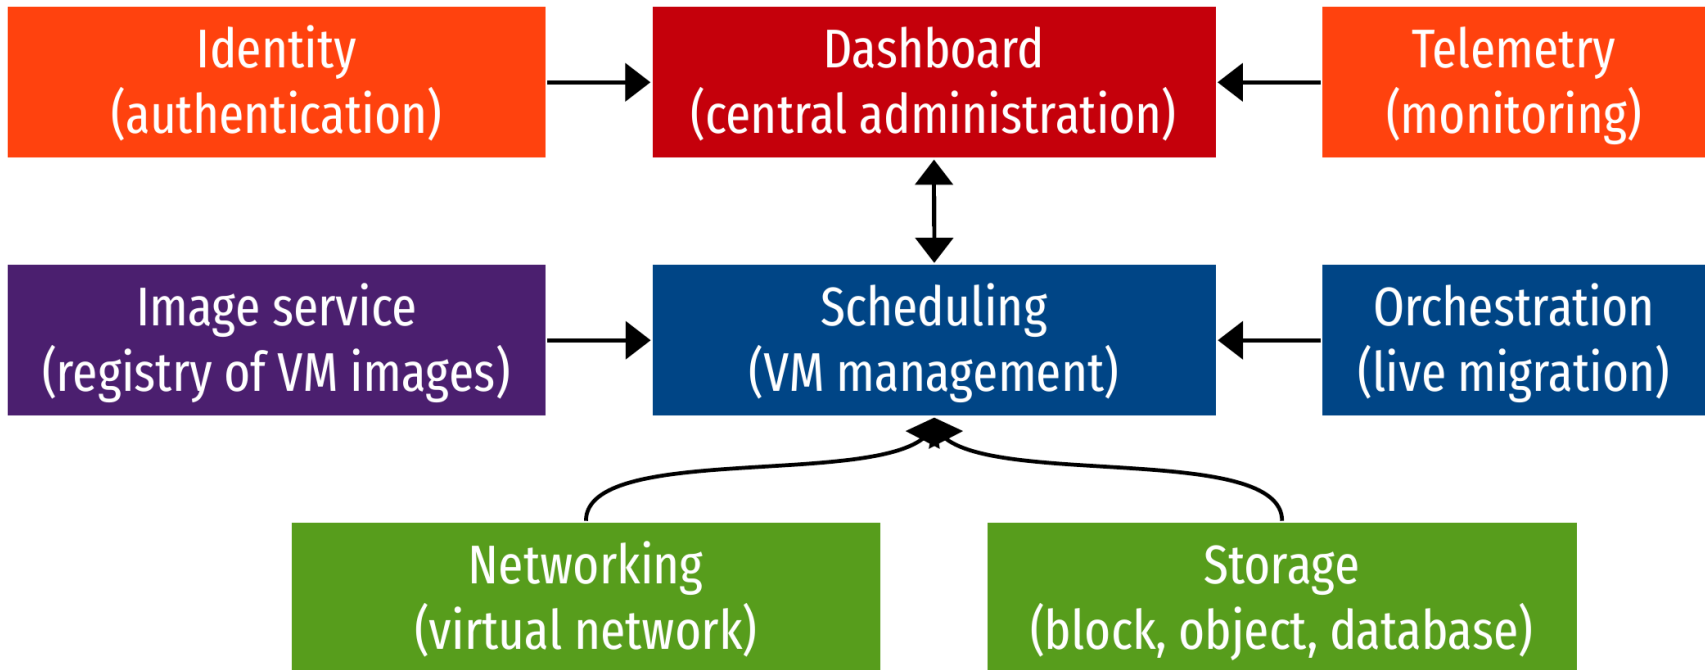 Identity
(authentication)
Dashboard
(central administration)
Telemetry
(monitoring)
Image service
(registry of VM images)
Scheduling
(VM management)
Orchestration
(live migration)
Networking
(virtual network)
Storage
(block, object, database)